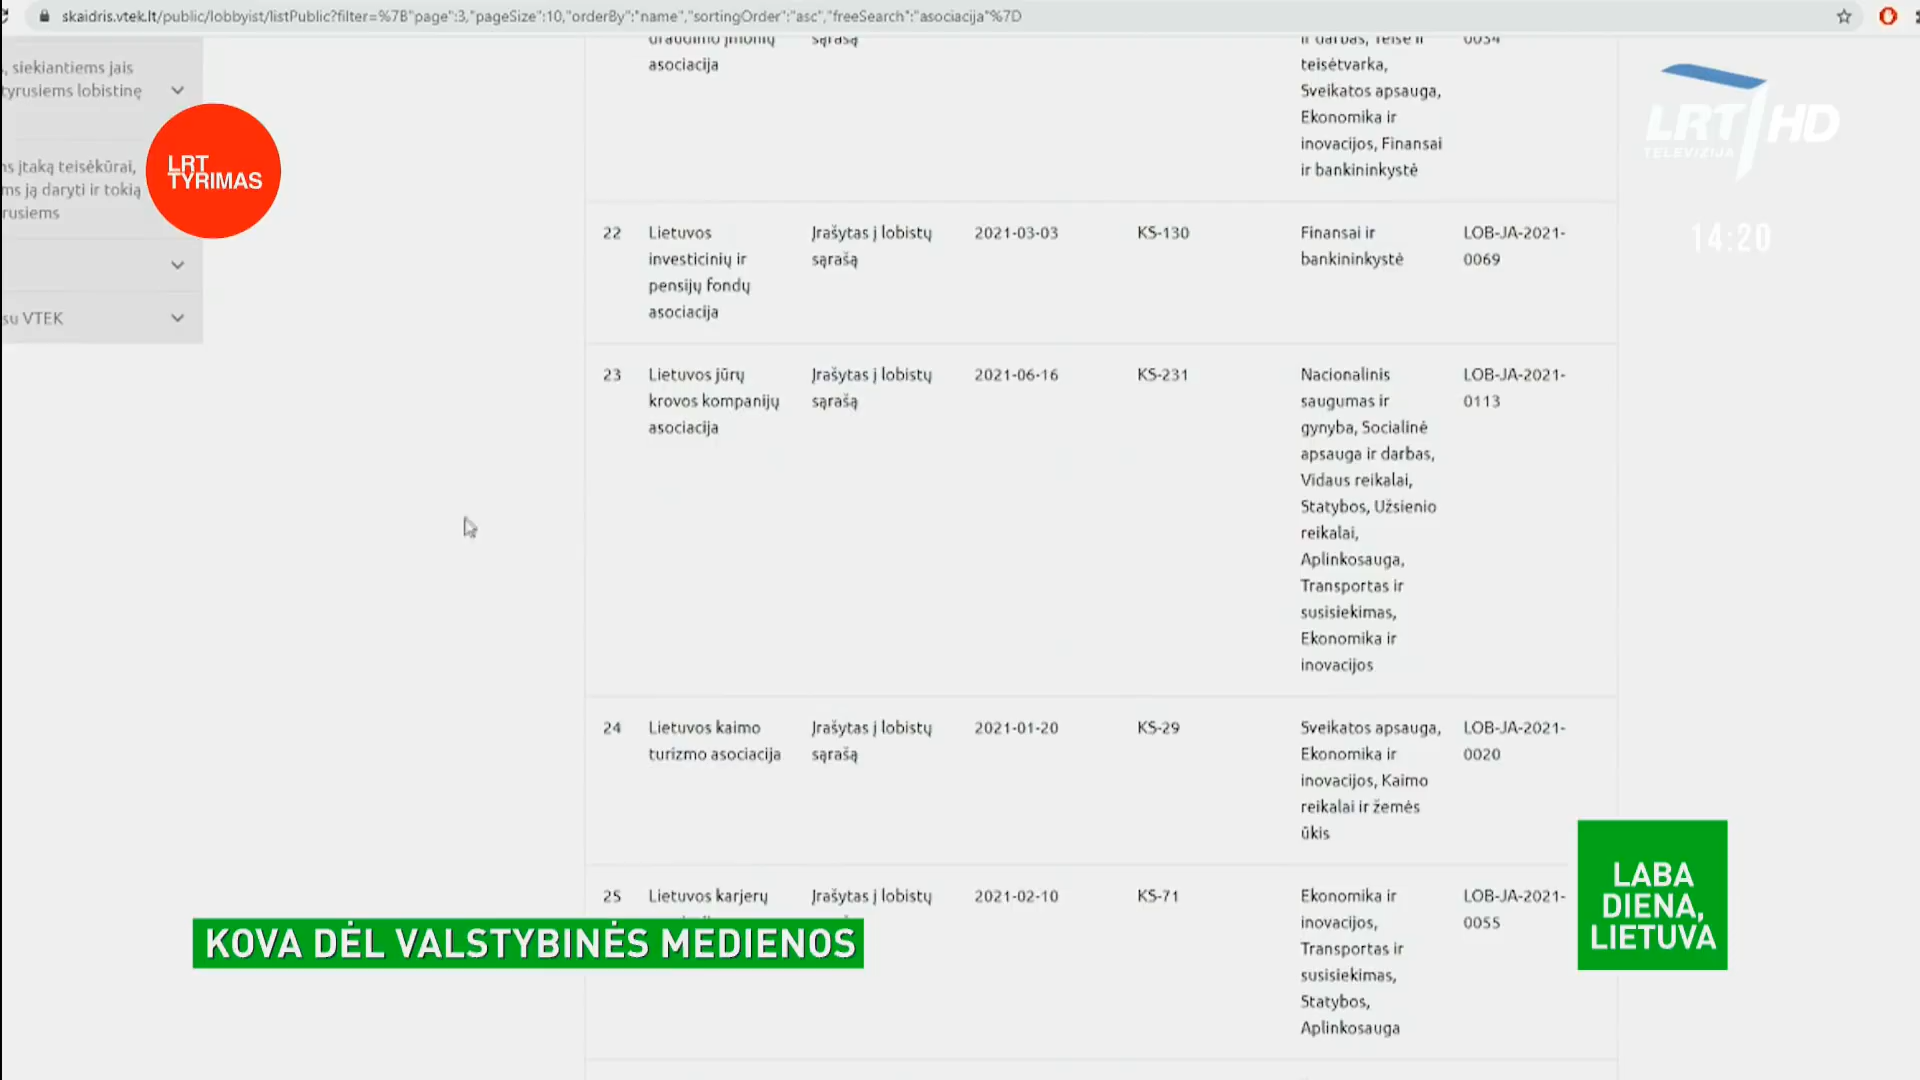 skaidris.vtek.lt/public/lobbyist/listPublic?filter=%7B"page":3,"pageSize":10,"orderBy":"name","sortingOrder":"asc","freeSearch":"asociacija"%7D
, siekiantiems jais
tyrusiems lobistinę
LRT
TYRIMAS
įtaką teisėkūrai,
ms ją daryti ir tokią
rusiems
su VTEK
draudimo įmonių
asociacija
sąrašą
ir darbas, Teisė ir
teisėtvarka,
Sveikatos apsauga,
Ekonomika ir
inovacijos, Finansai
ir bankininkystė
0034
LRT HD
TELEVIZIJA
14:20
22
Lietuvos
investicinių ir
pensijų fondų
asociacija
Įrašytas į lobistų
sąrašą
2021-03-03
KS-130
Finansai ir
bankininkystė
LOB-JA-2021-
0069
23
Lietuvos jūrų
krovos kompanijų
asociacija
Įrašytas į lobistų
sąrašą
2021-06-16
KS-231
Nacionalinis
saugumas ir
gynyba, Socialinė
apsauga ir darbas,
Vidaus reikalai,
Statybos, Užsienio
reikalai,
Aplinkosauga,
Transportas ir
susisiekimas,
Ekonomika ir
inovacijos
LOB-JA-2021-
0113
24
Lietuvos kaimo
turizmo asociacija
Įrašytas į lobistų
sąrašą
2021-01-20
KS-29
Sveikatos apsauga,
Ekonomika ir
inovacijos, Kaimo
reikalai ir žemės
ūkis
LOB-JA-2021-
0020
25
Lietuvos karjerų
Įrašytas į lobistų
2021-02-10
KS-71
Ekonomika ir
inovacijos,
Transportas ir
susisiekimas,
Statybos,
Aplinkosauga
LOB-JA-2021-
0055
KOVA DĖL VALSTYBINĖS MEDIENOS
LABA
DIENA,
LIETUVA